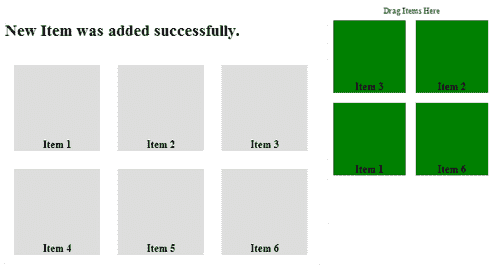 New Item was added successfully.
Item 1 Item 2 Item 3
Item 4 Item 5 Item 6
Drag Items Here
Item 3 Item 2
Item 1 Item 6